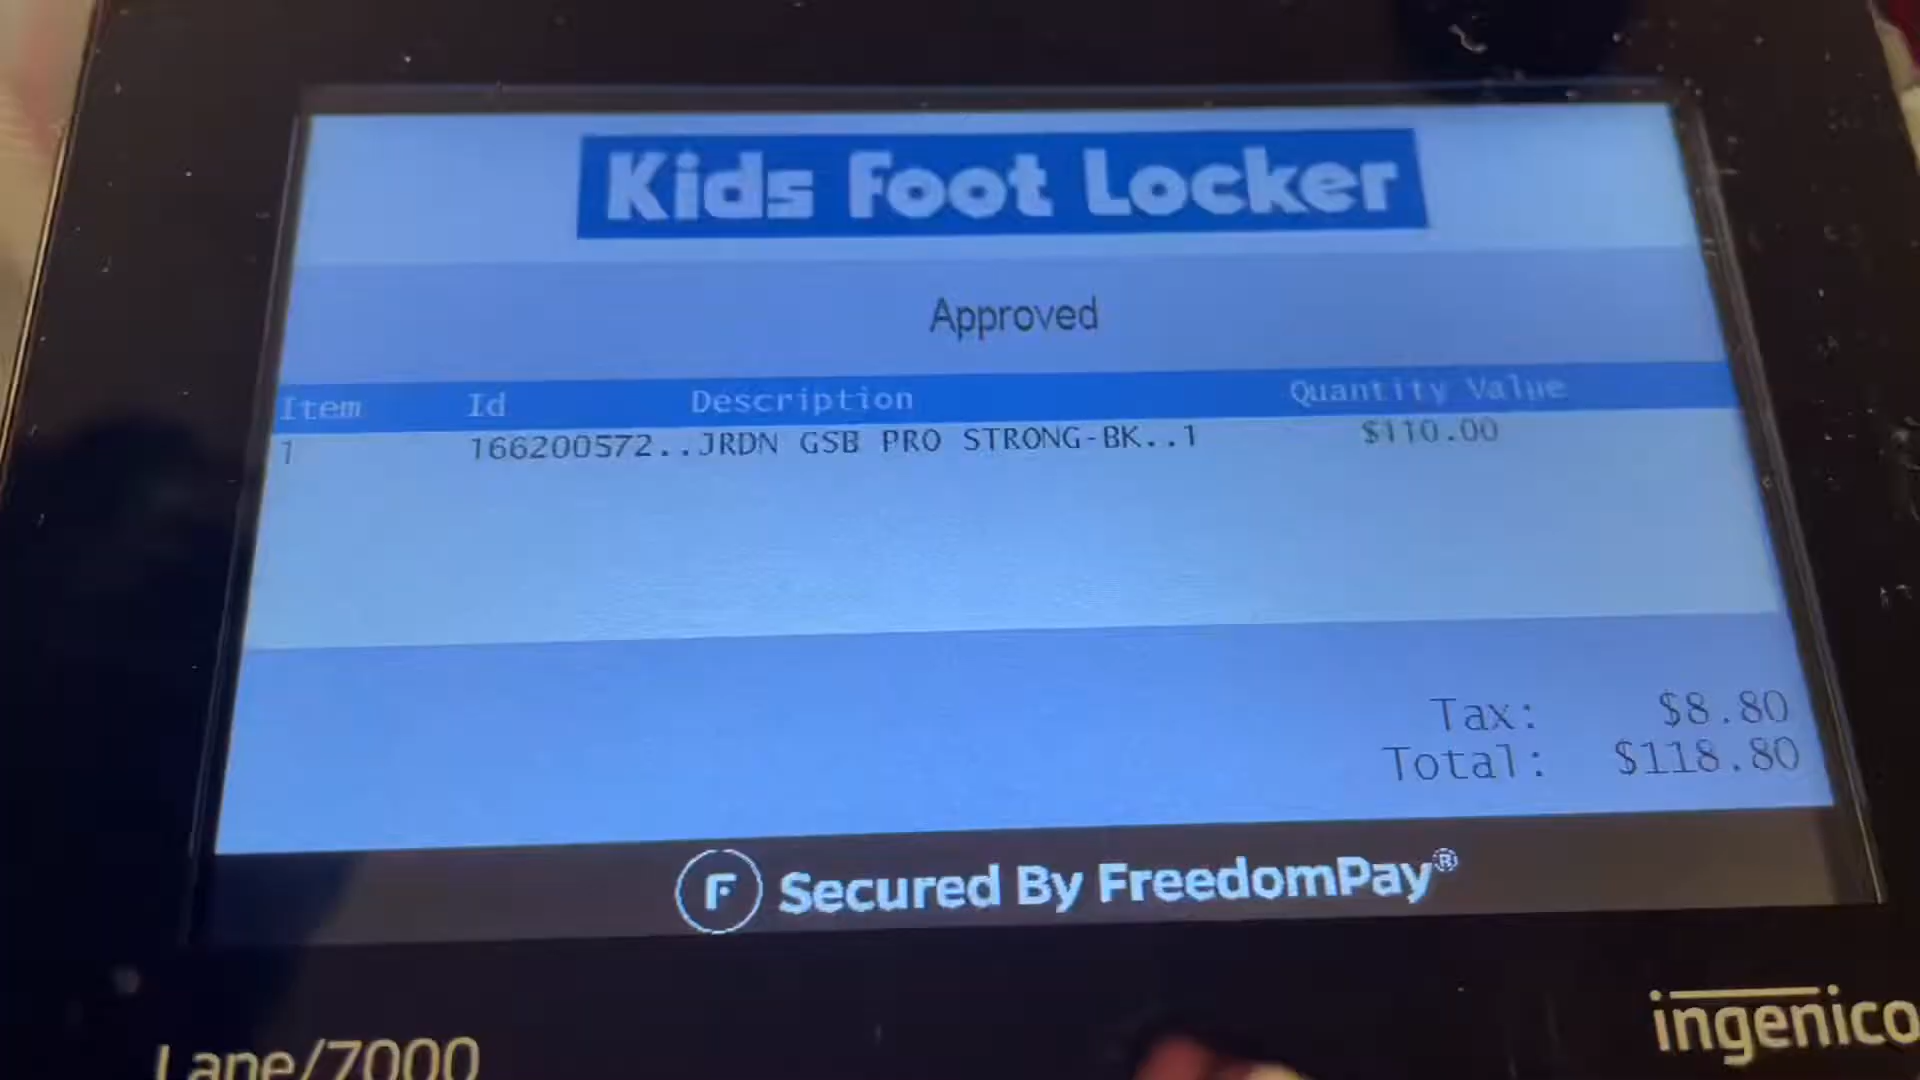 Kids Foot Locker
Approved
Item Id Description Quantity Value
1 166200572..JRDN GSB PRO STRONG-BK..1 $110.00
Tax: $8.80
Total: $118.80
F Secured By FreedomPay®
ingenico
Lane/7000